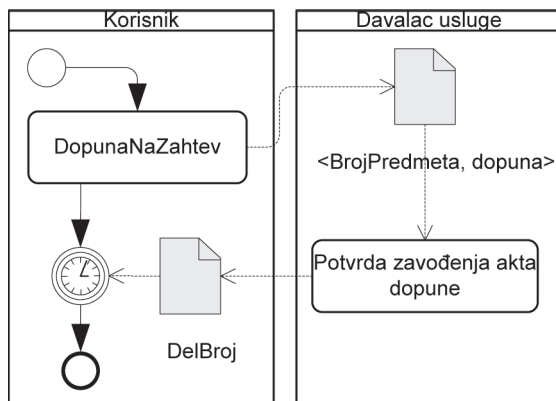 Korisnik
Davalac usluge
DopunaNaZahtev
<BrojPredmeta, dopuna>
Potvrda zavođenja akta
dopune
DelBroj